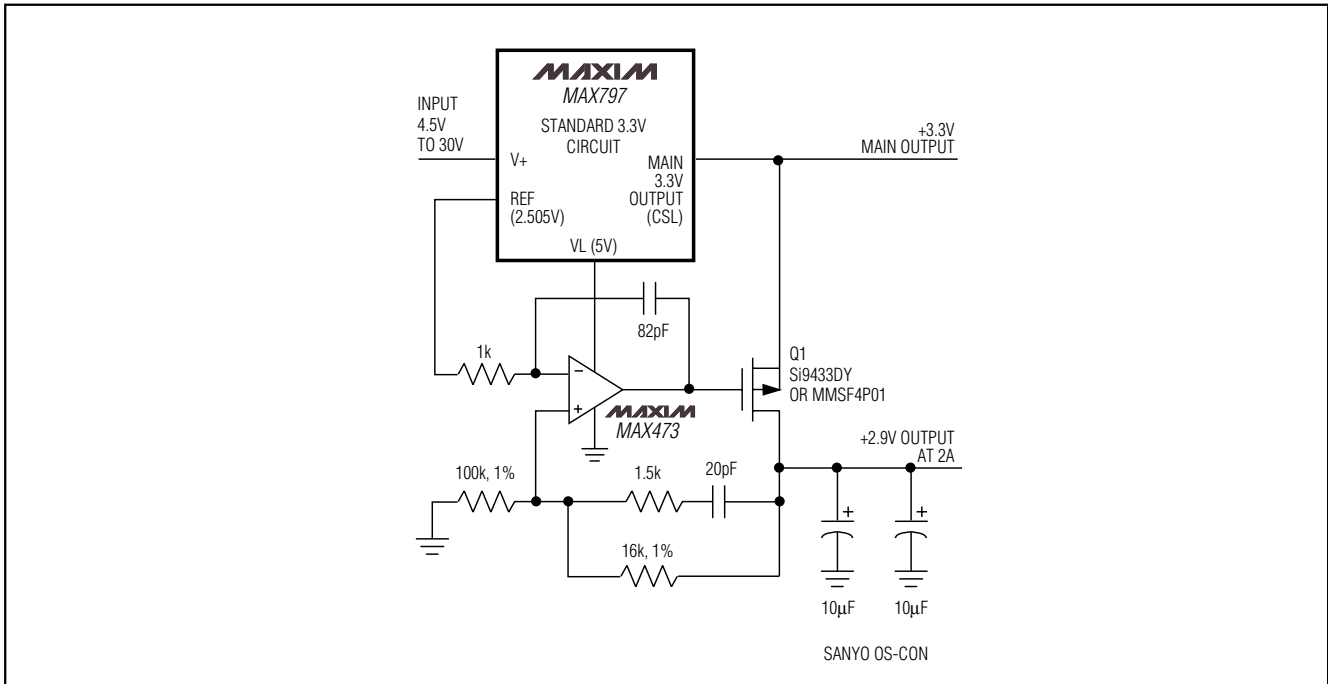 MAXIM
MAX797
STANDARD 3.3V
CIRCUIT
INPUT
4.5V
TO 30V
V+
REF
(2.505V)
MAIN
3.3V
OUTPUT
(CSL)
VL (5V)
+3.3V
MAIN OUTPUT
82pF
1k
−
+
MAXIM
MAX473
Q1
Si9433DY
OR MMSF4P01
+2.9V OUTPUT
AT 2A
100k, 1%
1.5k
20pF
16k, 1%
+
+
10µF
10µF
SANYO OS-CON